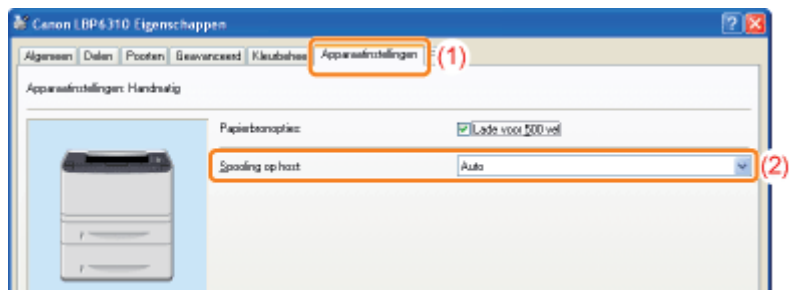 Canon LBP6310 Eigenschappen
Algemeen Delen Poorten Geavanceerd Kleurbeheer Apparaatinstellingen (1)
Apparaatinstellingen: Handmatig
Papierbronopties: Lade voor 500 vel
Spooling op host: Auto (2)